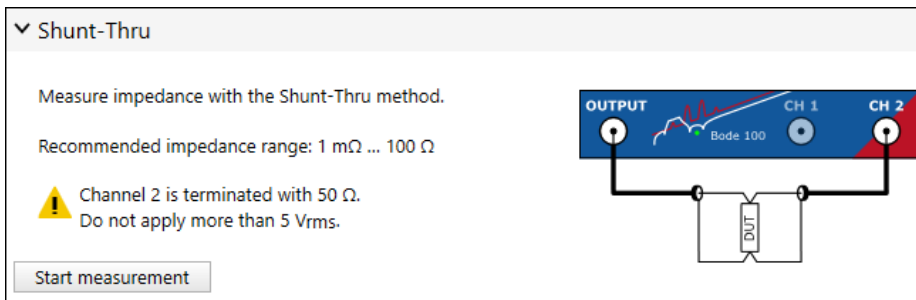 Shunt-Thru
Measure impedance with the Shunt-Thru method.
Recommended impedance range: 1 mΩ ... 100 Ω
Channel 2 is terminated with 50 Ω.
Do not apply more than 5 Vrms.
Start measurement
OUTPUT
CH 1
CH 2
Bode 100
DUT